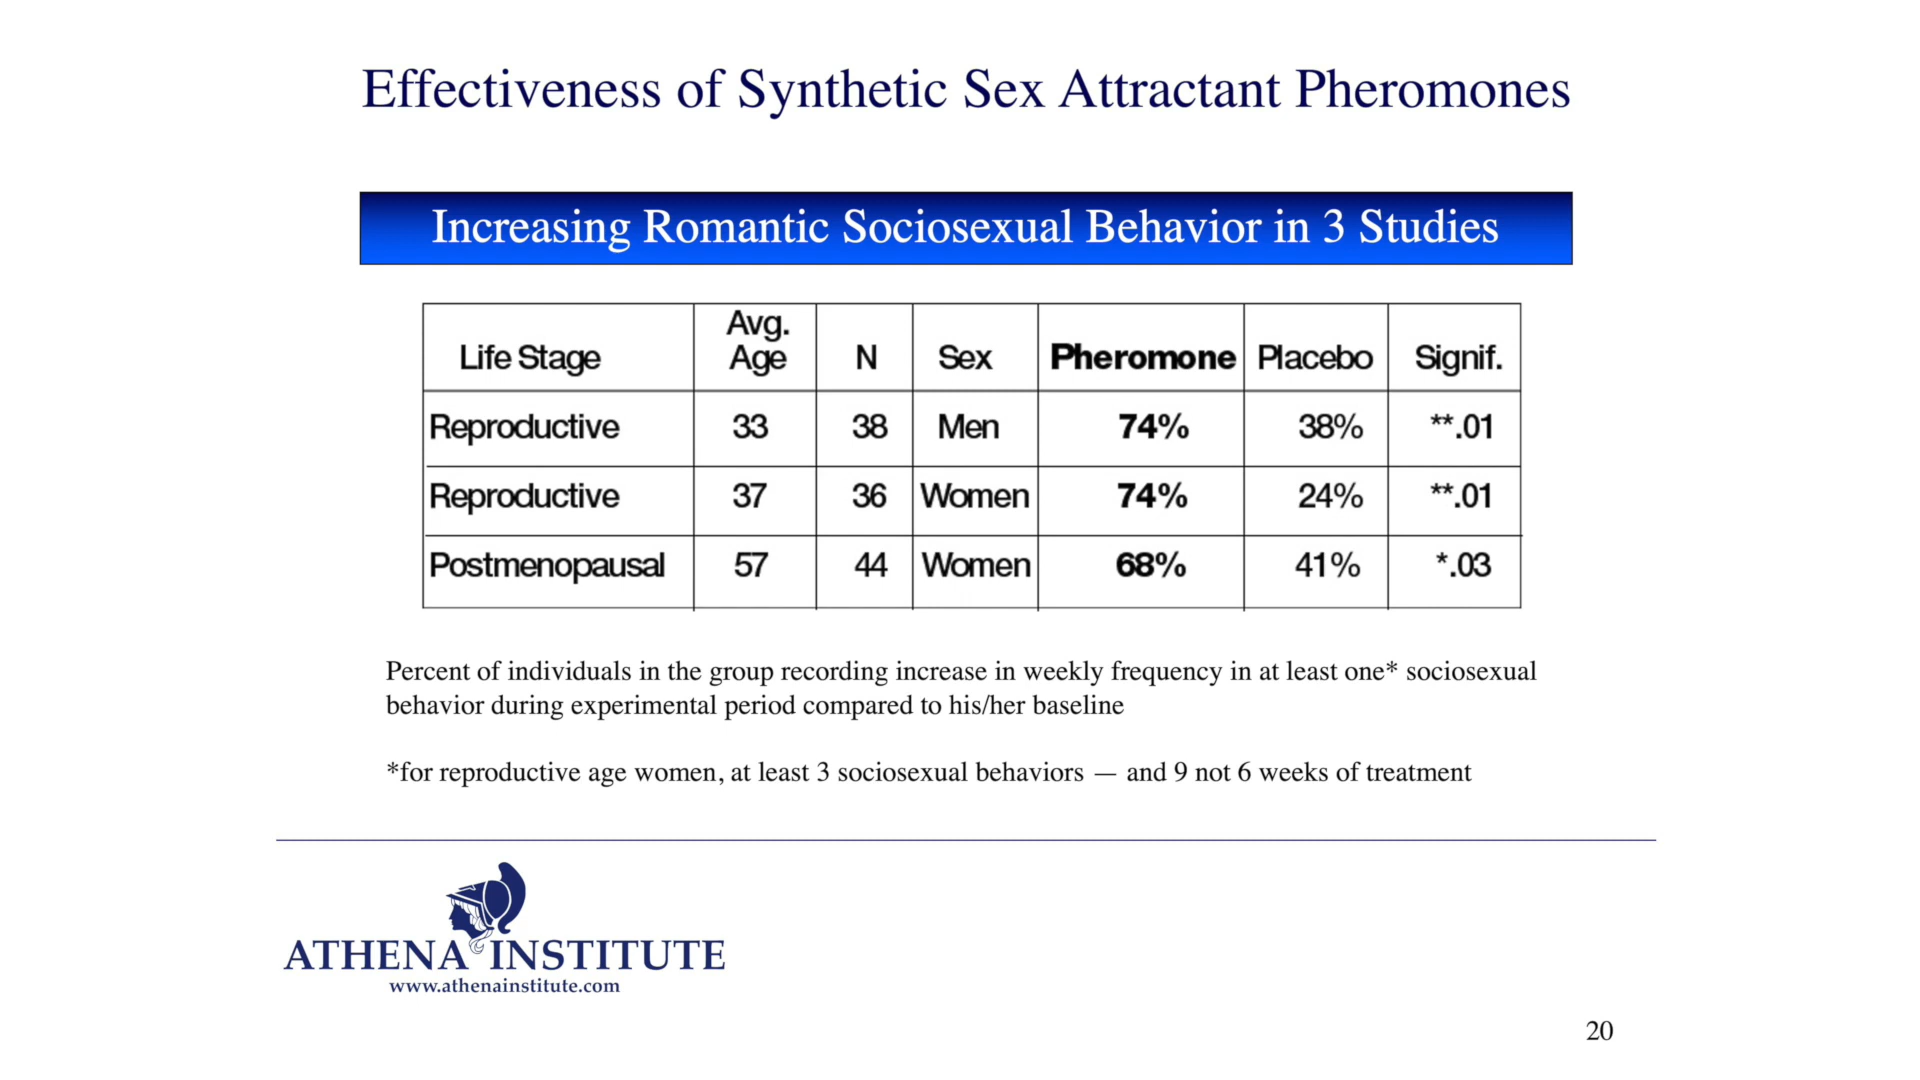 Effectiveness of Synthetic Sex Attractant Pheromones
Increasing Romantic Sociosexual Behavior in 3 Studies
Life Stage Avg. Age N Sex Pheromone Placebo Signif.
Reproductive 33 38 Men 74% 38% **.01
Reproductive 37 36 Women 74% 24% **.01
Postmenopausal 57 44 Women 68% 41% *.03
Percent of individuals in the group recording increase in weekly frequency in at least one* sociosexual
behavior during experimental period compared to his/her baseline
*for reproductive age women, at least 3 sociosexual behaviors — and 9 not 6 weeks of treatment
ATHENA INSTITUTE
www.athenainstitute.com
20